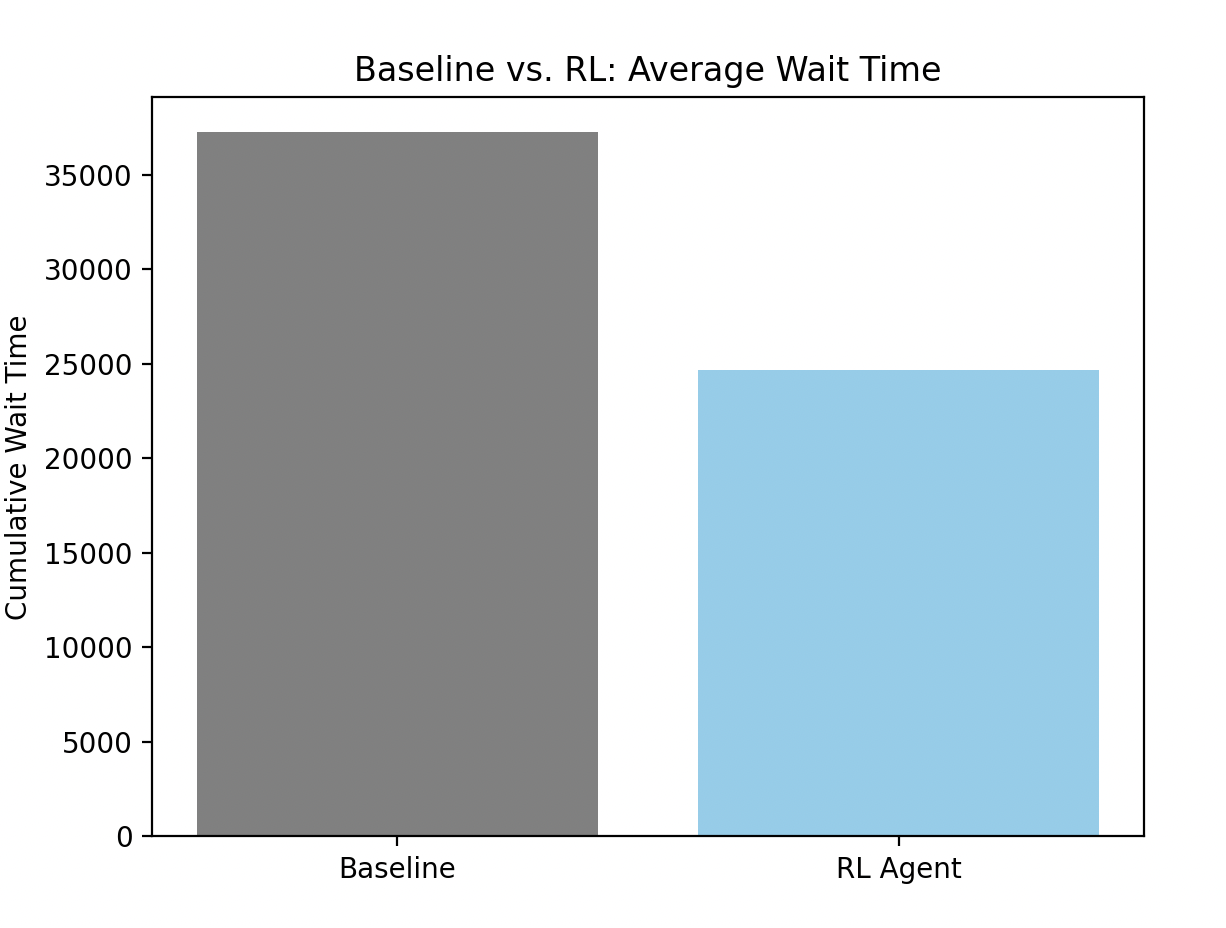 Baseline vs. RL: Average Wait Time
Cumulative Wait Time
35000
30000
25000
20000
15000
10000
5000
0
Baseline
RL Agent